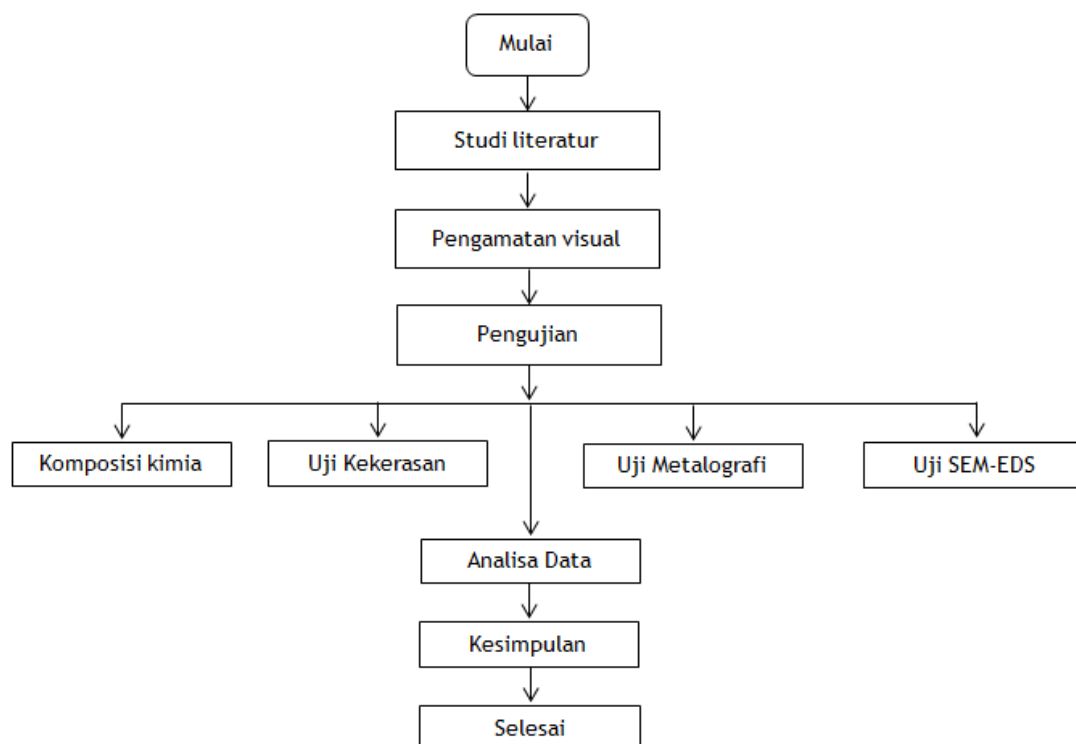 Mulai
Studi literatur
Pengamatan visual
Pengujian
Komposisi kimia
Uji Kekerasan
Uji Metalografi
Uji SEM-EDS
Analisa Data
Kesimpulan
Selesai